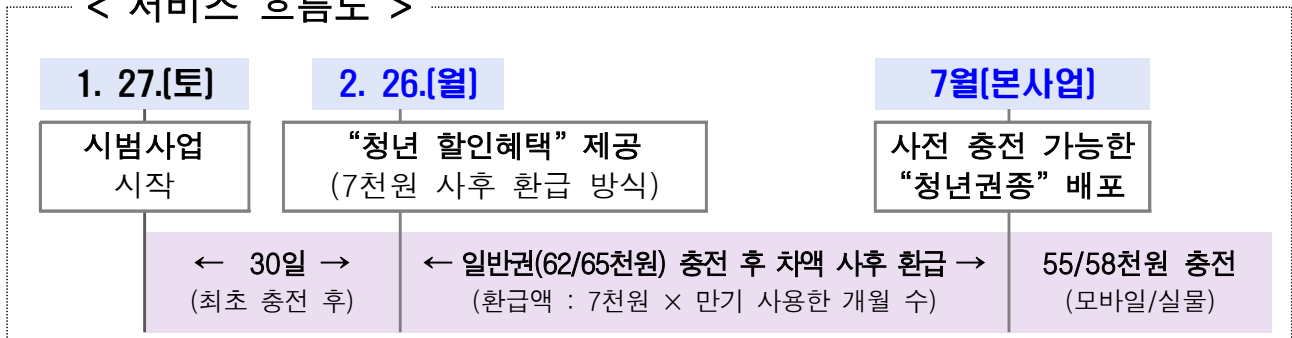 < 서비스 흐름도 >
1. 27.(토) 2. 26.(월) 7월(본사업)
시범사업 “청년 할인혜택” 제공 사전 충전 가능한
시작 (7천원 사후 환급 방식) “청년권종” 배포
← 30일 → ← 일반권(62/65천원) 충전 후 차액 사후 환급 → 55/58천원 충전
(최초 충전 후) (환급액 : 7천원 × 만기 사용한 개월 수) (모바일/실물)